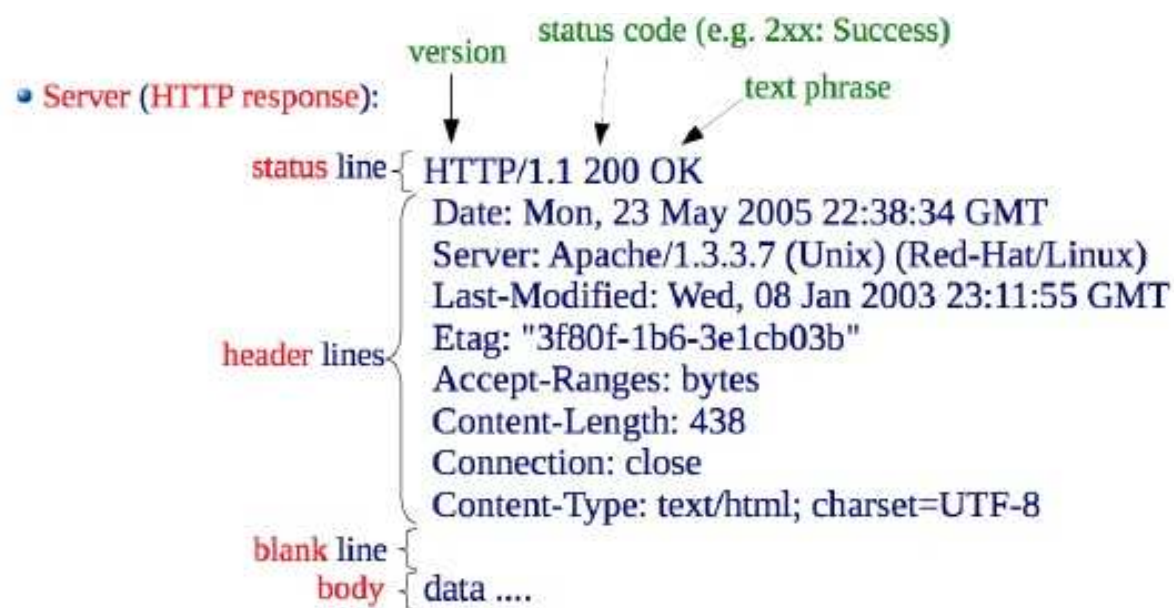 status code (e.g. 2xx: Success)
version
text phrase
Server (HTTP response):
status line HTTP/1.1 200 OK
Date: Mon, 23 May 2005 22:38:34 GMT
Server: Apache/1.3.3.7 (Unix) (Red-Hat/Linux)
Last-Modified: Wed, 08 Jan 2003 23:11:55 GMT
Etag: "3f80f-1b6-3e1cb03b"
header lines
Accept-Ranges: bytes
Content-Length: 438
Connection: close
Content-Type: text/html; charset=UTF-8
blank line
body data ....